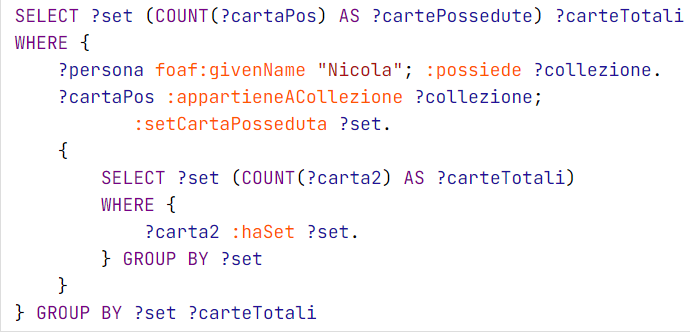 SELECT ?set (COUNT(?cartaPos) AS ?cartePossedute) ?carteTotali
WHERE {
    ?persona foaf:givenName "Nicola"; :possiede ?collezione.
    ?cartaPos :appartieneACollezione ?collezione;
           :setCartaPosseduta ?set.
    {
        SELECT ?set (COUNT(?carta2) AS ?carteTotali)
        WHERE {
            ?carta2 :haSet ?set.
        } GROUP BY ?set
    }
} GROUP BY ?set ?carteTotali